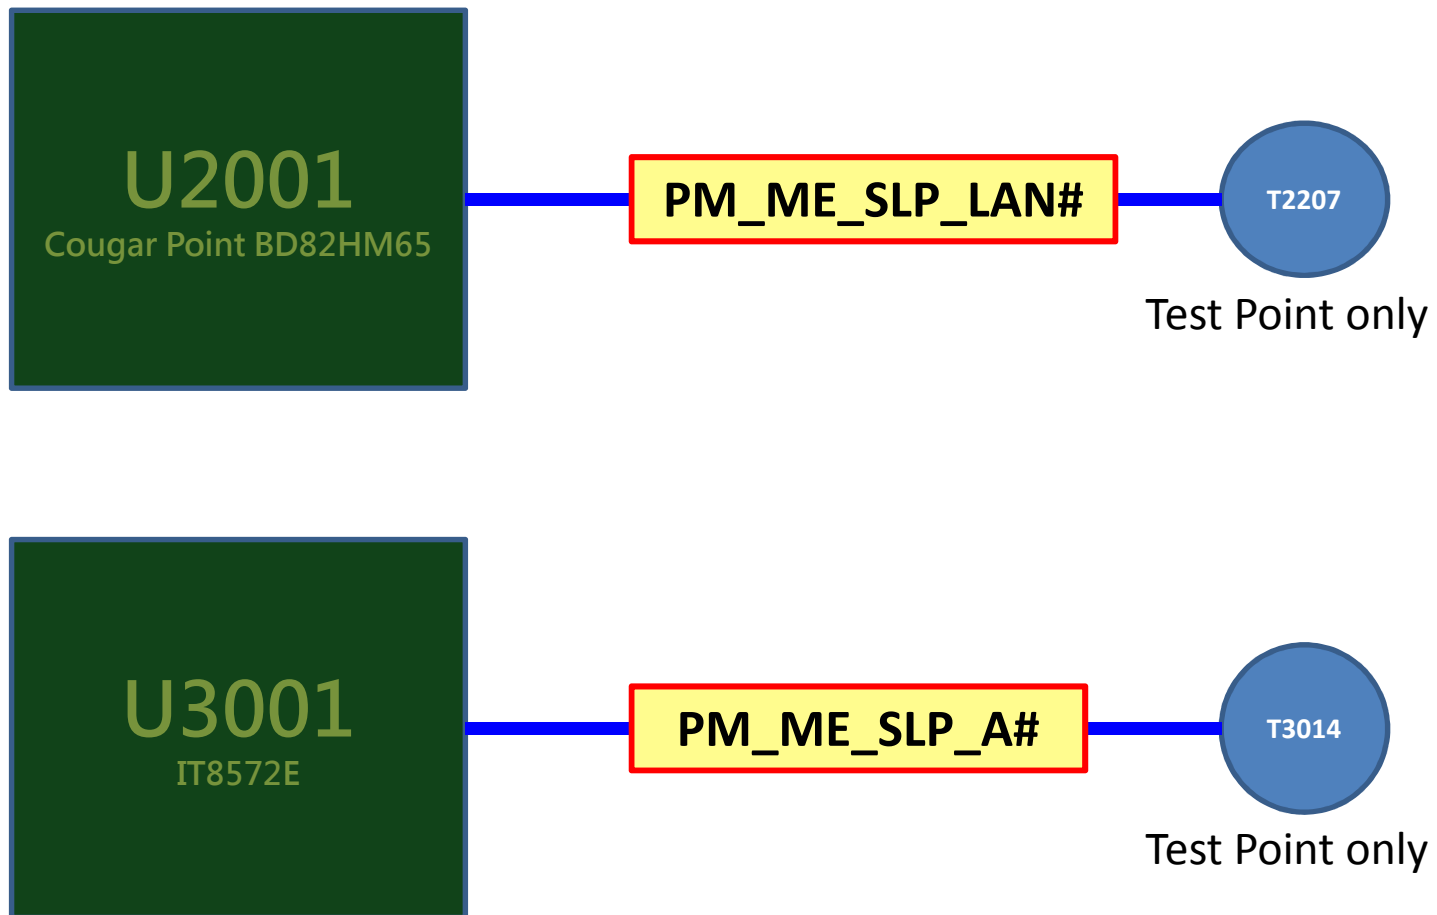 U2001
Cougar Point BD82HM65
PM_ME_SLP_LAN#
T2207
Test Point only
U3001
IT8572E
PM_ME_SLP_A#
T3014
Test Point only